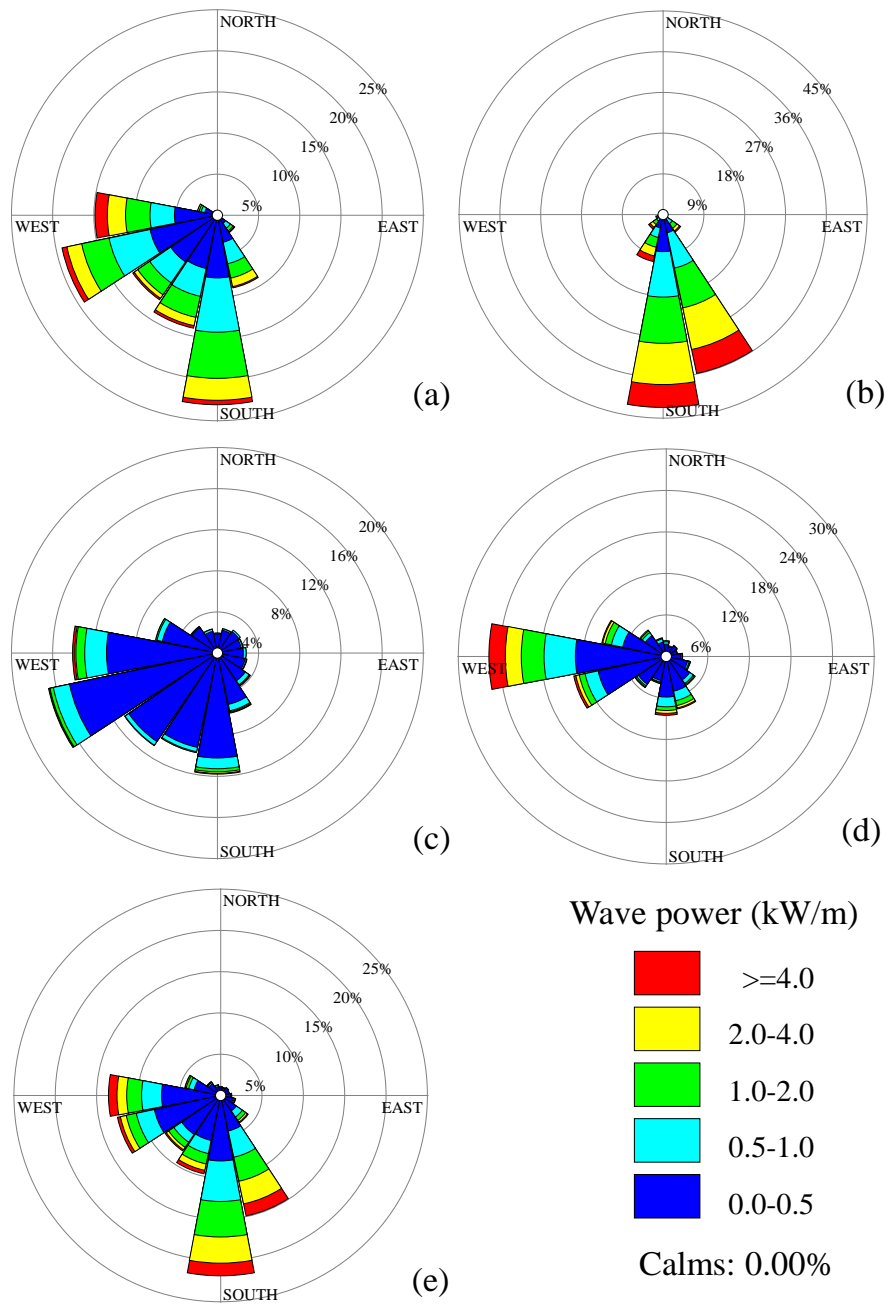 NORTH
25%
20%
15%
10%
5%
WEST
EAST
SOUTH
(a)
NORTH
45%
36%
27%
18%
9%
WEST
EAST
SOUTH
(b)
NORTH
20%
16%
12%
8%
4%
WEST
EAST
SOUTH
(c)
NORTH
30%
24%
18%
12%
6%
WEST
EAST
SOUTH
(d)
NORTH
25%
20%
15%
10%
5%
WEST
EAST
SOUTH
(e)
Wave power (kW/m)
>=4.0
2.0-4.0
1.0-2.0
0.5-1.0
0.0-0.5
Calms: 0.00%